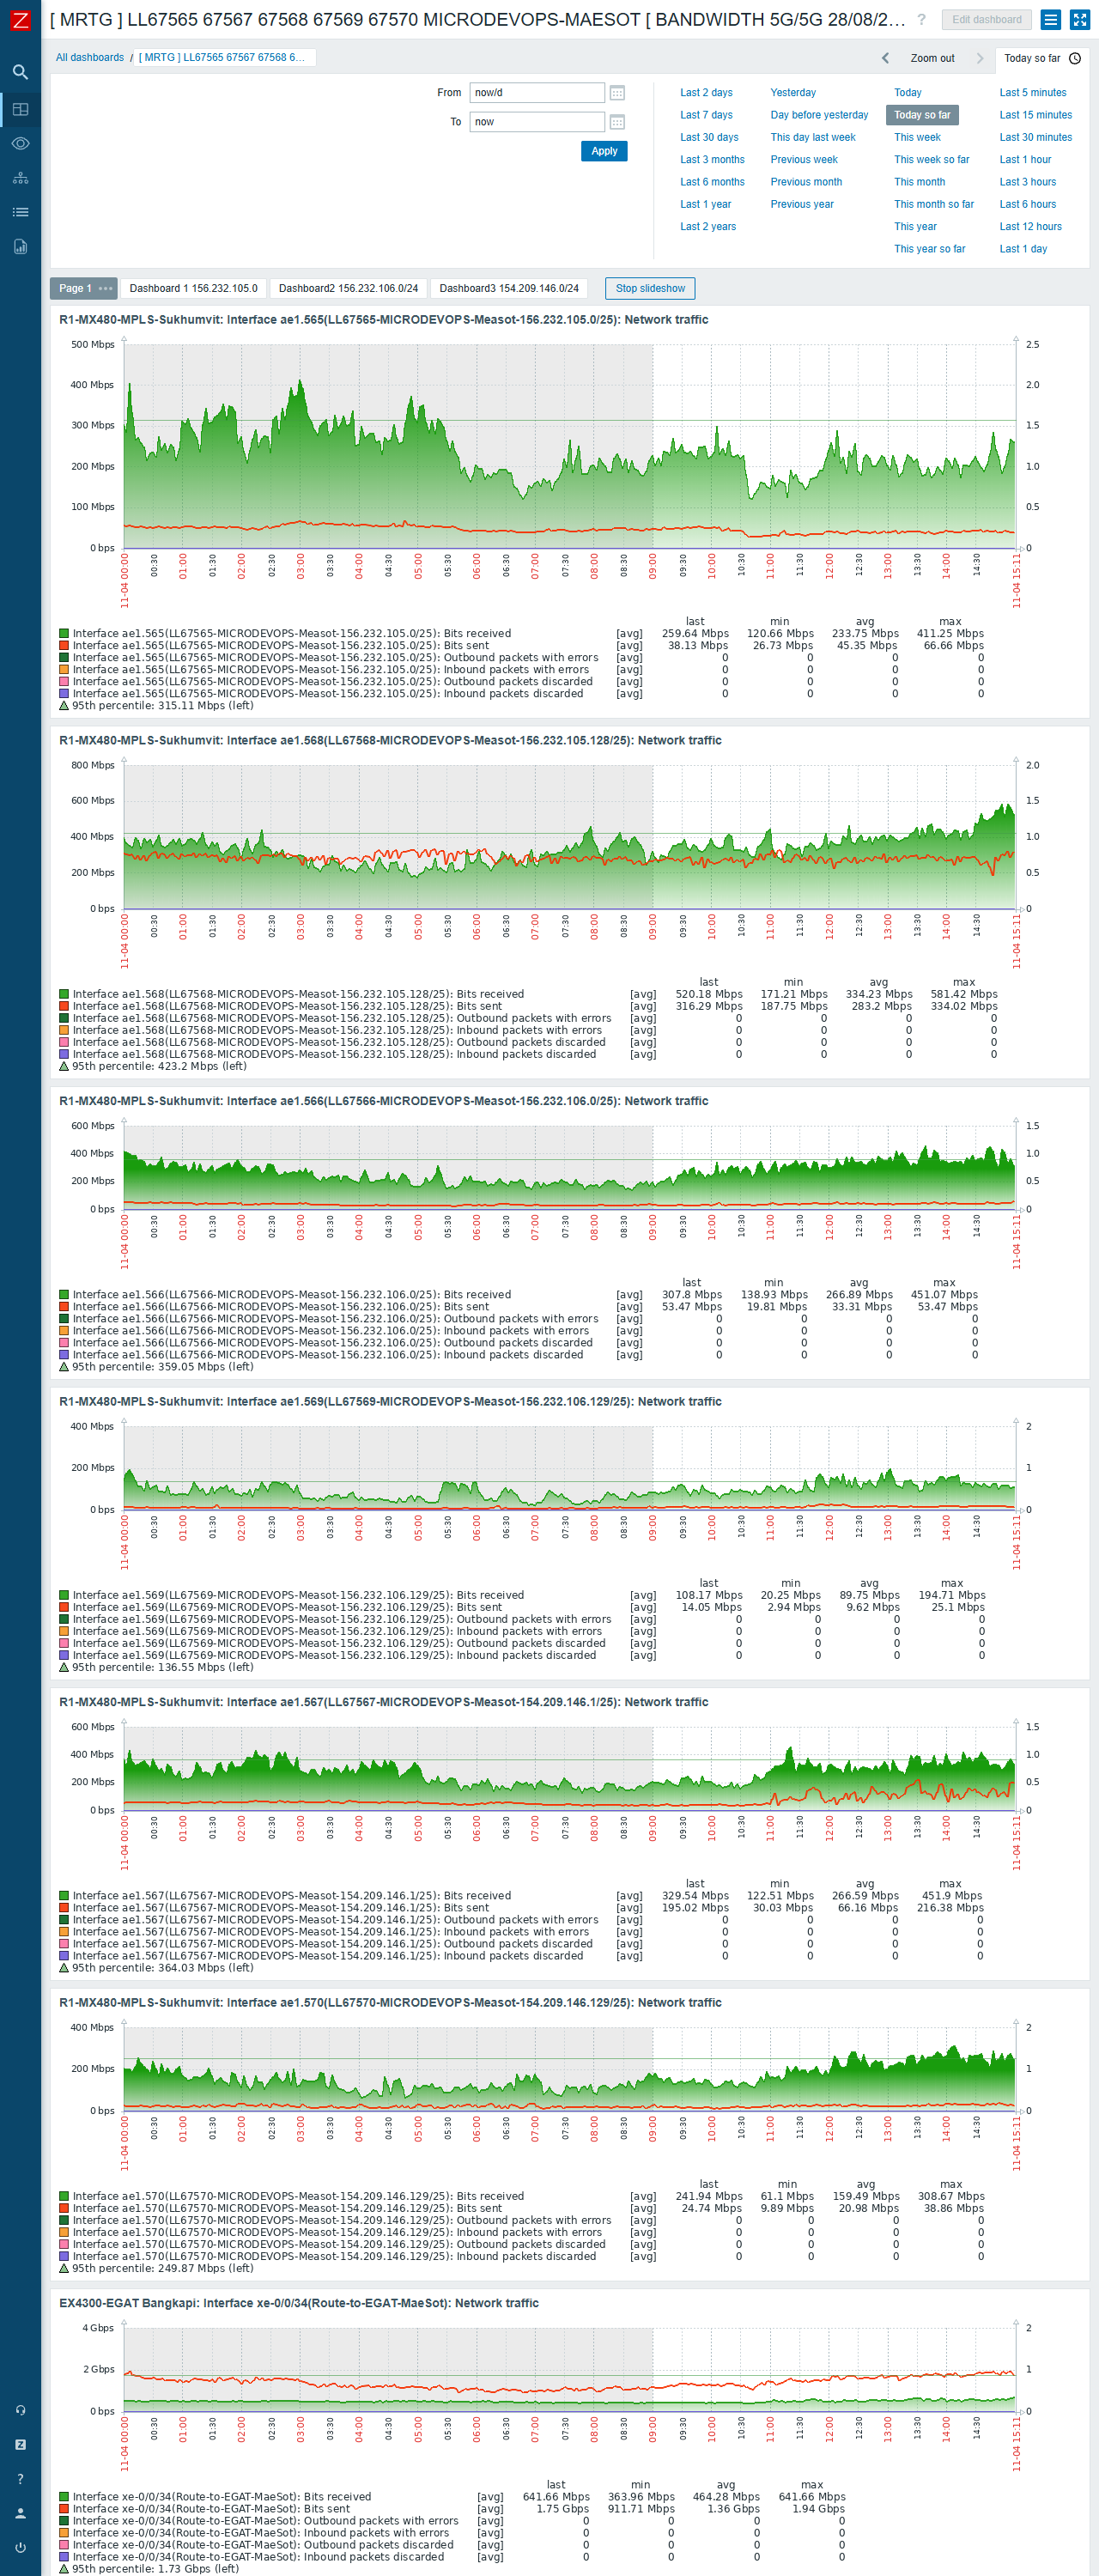 [ MRTG ] LL67565 67567 67568 67569 67570 MICRODEVOPS-MAESOT [ BANDWIDTH 5G/5G 28/08/2...
? Edit dashboard
All dashboards / [ MRTG ] LL67565 67567 67568 6...
Zoom out Today so far
From now/d
To now
Apply
Last 2 days Yesterday Today Last 5 minutes
Last 7 days Day before yesterday Today so far Last 15 minutes
Last 30 days This day last week This week Last 30 minutes
Last 3 months Previous week This week so far Last 1 hour
Last 6 months Previous month This month Last 3 hours
Last 1 year Previous year This month so far Last 6 hours
Last 2 years This year Last 12 hours
This year so far Last 1 day
Page 1 Dashboard 1 156.232.105.0 Dashboard2 156.232.106.0/24 Dashboard3 154.209.146.0/24 Stop slideshow
R1-MX480-MPLS-Sukhumvit: Interface ae1.565(LL67565-MICRODEVOPS-Measot-156.232.105.0/25): Network traffic
500 Mbps 2.5
400 Mbps 2.0
300 Mbps 1.5
200 Mbps 1.0
100 Mbps 0.5
0 bps 0
11-04 00:00 00:30 01:00 01:30 02:00 02:30 03:00 03:30 04:00 04:30 05:00 05:30 06:00 06:30 07:00 07:30 08:00 08:30 09:00 09:30 10:00 10:30 11:00 11:30 12:00 12:30 13:00 13:30 14:00 14:30 11-04 15:11
last min avg max
Interface ae1.565(LL67565-MICRODEVOPS-Measot-156.232.105.0/25): Bits received [avg] 259.64 Mbps 120.66 Mbps 233.75 Mbps 411.25 Mbps
Interface ae1.565(LL67565-MICRODEVOPS-Measot-156.232.105.0/25): Bits sent [avg] 38.13 Mbps 26.73 Mbps 45.35 Mbps 66.66 Mbps
Interface ae1.565(LL67565-MICRODEVOPS-Measot-156.232.105.0/25): Outbound packets with errors [avg] 0 0 0 0
Interface ae1.565(LL67565-MICRODEVOPS-Measot-156.232.105.0/25): Inbound packets with errors [avg] 0 0 0 0
Interface ae1.565(LL67565-MICRODEVOPS-Measot-156.232.105.0/25): Outbound packets discarded [avg] 0 0 0 0
Interface ae1.565(LL67565-MICRODEVOPS-Measot-156.232.105.0/25): Inbound packets discarded [avg] 0 0 0 0
95th percentile: 315.11 Mbps (left)
R1-MX480-MPLS-Sukhumvit: Interface ae1.568(LL67568-MICRODEVOPS-Measot-156.232.105.128/25): Network traffic
800 Mbps 2.0
600 Mbps 1.5
400 Mbps 1.0
200 Mbps 0.5
0 bps 0
11-04 00:00 00:30 01:00 01:30 02:00 02:30 03:00 03:30 04:00 04:30 05:00 05:30 06:00 06:30 07:00 07:30 08:00 08:30 09:00 09:30 10:00 10:30 11:00 11:30 12:00 12:30 13:00 13:30 14:00 14:30 11-04 15:11
last min avg max
Interface ae1.568(LL67568-MICRODEVOPS-Measot-156.232.105.128/25): Bits received [avg] 520.18 Mbps 171.21 Mbps 334.23 Mbps 581.42 Mbps
Interface ae1.568(LL67568-MICRODEVOPS-Measot-156.232.105.128/25): Bits sent [avg] 316.29 Mbps 187.75 Mbps 283.2 Mbps 334.02 Mbps
Interface ae1.568(LL67568-MICRODEVOPS-Measot-156.232.105.128/25): Outbound packets with errors [avg] 0 0 0 0
Interface ae1.568(LL67568-MICRODEVOPS-Measot-156.232.105.128/25): Inbound packets with errors [avg] 0 0 0 0
Interface ae1.568(LL67568-MICRODEVOPS-Measot-156.232.105.128/25): Outbound packets discarded [avg] 0 0 0 0
Interface ae1.568(LL67568-MICRODEVOPS-Measot-156.232.105.128/25): Inbound packets discarded [avg] 0 0 0 0
95th percentile: 423.2 Mbps (left)
R1-MX480-MPLS-Sukhumvit: Interface ae1.566(LL67566-MICRODEVOPS-Measot-156.232.106.0/25): Network traffic
600 Mbps 1.5
400 Mbps 1.0
200 Mbps 0.5
0 bps 0
11-04 00:00 00:30 01:00 01:30 02:00 02:30 03:00 03:30 04:00 04:30 05:00 05:30 06:00 06:30 07:00 07:30 08:00 08:30 09:00 09:30 10:00 10:30 11:00 11:30 12:00 12:30 13:00 13:30 14:00 14:30 11-04 15:11
last min avg max
Interface ae1.566(LL67566-MICRODEVOPS-Measot-156.232.106.0/25): Bits received [avg] 307.8 Mbps 138.93 Mbps 266.89 Mbps 451.07 Mbps
Interface ae1.566(LL67566-MICRODEVOPS-Measot-156.232.106.0/25): Bits sent [avg] 53.47 Mbps 19.81 Mbps 33.31 Mbps 53.47 Mbps
Interface ae1.566(LL67566-MICRODEVOPS-Measot-156.232.106.0/25): Outbound packets with errors [avg] 0 0 0 0
Interface ae1.566(LL67566-MICRODEVOPS-Measot-156.232.106.0/25): Inbound packets with errors [avg] 0 0 0 0
Interface ae1.566(LL67566-MICRODEVOPS-Measot-156.232.106.0/25): Outbound packets discarded [avg] 0 0 0 0
Interface ae1.566(LL67566-MICRODEVOPS-Measot-156.232.106.0/25): Inbound packets discarded [avg] 0 0 0 0
95th percentile: 359.05 Mbps (left)
R1-MX480-MPLS-Sukhumvit: Interface ae1.569(LL67569-MICRODEVOPS-Measot-156.232.106.129/25): Network traffic
400 Mbps 2
200 Mbps 1
0 bps 0
11-04 00:00 00:30 01:00 01:30 02:00 02:30 03:00 03:30 04:00 04:30 05:00 05:30 06:00 06:30 07:00 07:30 08:00 08:30 09:00 09:30 10:00 10:30 11:00 11:30 12:00 12:30 13:00 13:30 14:00 14:30 11-04 15:11
last min avg max
Interface ae1.569(LL67569-MICRODEVOPS-Measot-156.232.106.129/25): Bits received [avg] 108.17 Mbps 20.25 Mbps 89.75 Mbps 194.71 Mbps
Interface ae1.569(LL67569-MICRODEVOPS-Measot-156.232.106.129/25): Bits sent [avg] 14.05 Mbps 2.94 Mbps 9.62 Mbps 25.1 Mbps
Interface ae1.569(LL67569-MICRODEVOPS-Measot-156.232.106.129/25): Outbound packets with errors [avg] 0 0 0 0
Interface ae1.569(LL67569-MICRODEVOPS-Measot-156.232.106.129/25): Inbound packets with errors [avg] 0 0 0 0
Interface ae1.569(LL67569-MICRODEVOPS-Measot-156.232.106.129/25): Outbound packets discarded [avg] 0 0 0 0
Interface ae1.569(LL67569-MICRODEVOPS-Measot-156.232.106.129/25): Inbound packets discarded [avg] 0 0 0 0
95th percentile: 136.55 Mbps (left)
R1-MX480-MPLS-Sukhumvit: Interface ae1.567(LL67567-MICRODEVOPS-Measot-154.209.146.1/25): Network traffic
600 Mbps 1.5
400 Mbps 1.0
200 Mbps 0.5
0 bps 0
11-04 00:00 00:30 01:00 01:30 02:00 02:30 03:00 03:30 04:00 04:30 05:00 05:30 06:00 06:30 07:00 07:30 08:00 08:30 09:00 09:30 10:00 10:30 11:00 11:30 12:00 12:30 13:00 13:30 14:00 14:30 11-04 15:11
last min avg max
Interface ae1.567(LL67567-MICRODEVOPS-Measot-154.209.146.1/25): Bits received [avg] 329.54 Mbps 122.51 Mbps 266.59 Mbps 451.9 Mbps
Interface ae1.567(LL67567-MICRODEVOPS-Measot-154.209.146.1/25): Bits sent [avg] 195.02 Mbps 30.03 Mbps 66.16 Mbps 216.38 Mbps
Interface ae1.567(LL67567-MICRODEVOPS-Measot-154.209.146.1/25): Outbound packets with errors [avg] 0 0 0 0
Interface ae1.567(LL67567-MICRODEVOPS-Measot-154.209.146.1/25): Inbound packets with errors [avg] 0 0 0 0
Interface ae1.567(LL67567-MICRODEVOPS-Measot-154.209.146.1/25): Outbound packets discarded [avg] 0 0 0 0
Interface ae1.567(LL67567-MICRODEVOPS-Measot-154.209.146.1/25): Inbound packets discarded [avg] 0 0 0 0
95th percentile: 364.03 Mbps (left)
R1-MX480-MPLS-Sukhumvit: Interface ae1.570(LL67570-MICRODEVOPS-Measot-154.209.146.129/25): Network traffic
400 Mbps 2
200 Mbps 1
0 bps 0
11-04 00:00 00:30 01:00 01:30 02:00 02:30 03:00 03:30 04:00 04:30 05:00 05:30 06:00 06:30 07:00 07:30 08:00 08:30 09:00 09:30 10:00 10:30 11:00 11:30 12:00 12:30 13:00 13:30 14:00 14:30 11-04 15:11
last min avg max
Interface ae1.570(LL67570-MICRODEVOPS-Measot-154.209.146.129/25): Bits received [avg] 241.94 Mbps 61.1 Mbps 159.49 Mbps 308.67 Mbps
Interface ae1.570(LL67570-MICRODEVOPS-Measot-154.209.146.129/25): Bits sent [avg] 24.74 Mbps 9.89 Mbps 20.98 Mbps 38.86 Mbps
Interface ae1.570(LL67570-MICRODEVOPS-Measot-154.209.146.129/25): Outbound packets with errors [avg] 0 0 0 0
Interface ae1.570(LL67570-MICRODEVOPS-Measot-154.209.146.129/25): Inbound packets with errors [avg] 0 0 0 0
Interface ae1.570(LL67570-MICRODEVOPS-Measot-154.209.146.129/25): Outbound packets discarded [avg] 0 0 0 0
Interface ae1.570(LL67570-MICRODEVOPS-Measot-154.209.146.129/25): Inbound packets discarded [avg] 0 0 0 0
95th percentile: 249.87 Mbps (left)
EX4300-EGAT Bangkapi: Interface xe-0/0/34(Route-to-EGAT-MaeSot): Network traffic
4 Gbps 2
2 Gbps 1
0 bps 0
11-04 00:00 00:30 01:00 01:30 02:00 02:30 03:00 03:30 04:00 04:30 05:00 05:30 06:00 06:30 07:00 07:30 08:00 08:30 09:00 09:30 10:00 10:30 11:00 11:30 12:00 12:30 13:00 13:30 14:00 14:30 11-04 15:11
last min avg max
Interface xe-0/0/34(Route-to-EGAT-MaeSot): Bits received [avg] 641.66 Mbps 363.96 Mbps 464.28 Mbps 641.66 Mbps
Interface xe-0/0/34(Route-to-EGAT-MaeSot): Bits sent [avg] 1.75 Gbps 911.71 Mbps 1.36 Gbps 1.94 Gbps
Interface xe-0/0/34(Route-to-EGAT-MaeSot): Outbound packets with errors [avg] 0 0 0 0
Interface xe-0/0/34(Route-to-EGAT-MaeSot): Inbound packets with errors [avg] 0 0 0 0
Interface xe-0/0/34(Route-to-EGAT-MaeSot): Outbound packets discarded [avg] 0 0 0 0
Interface xe-0/0/34(Route-to-EGAT-MaeSot): Inbound packets discarded [avg] 0 0 0 0
95th percentile: 1.73 Gbps (left)